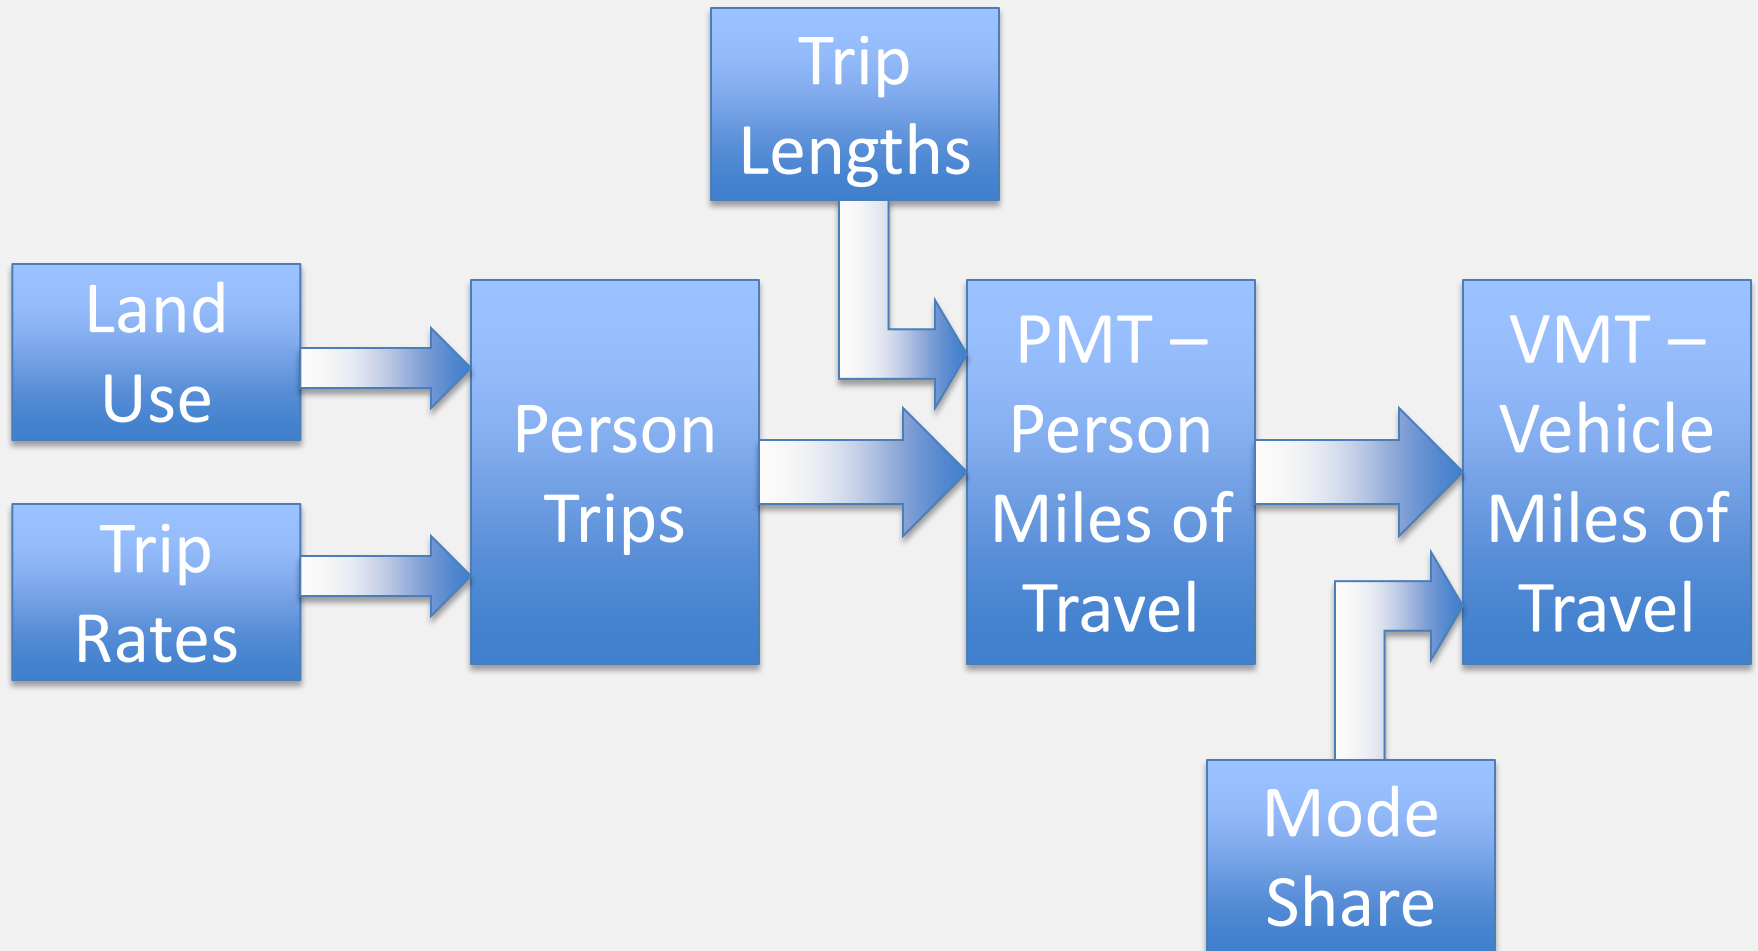 Trip
Lengths
Land
Use
Trip
Rates
Person
Trips
PMT –
Person
Miles of
Travel
VMT –
Vehicle
Miles of
Travel
Mode
Share